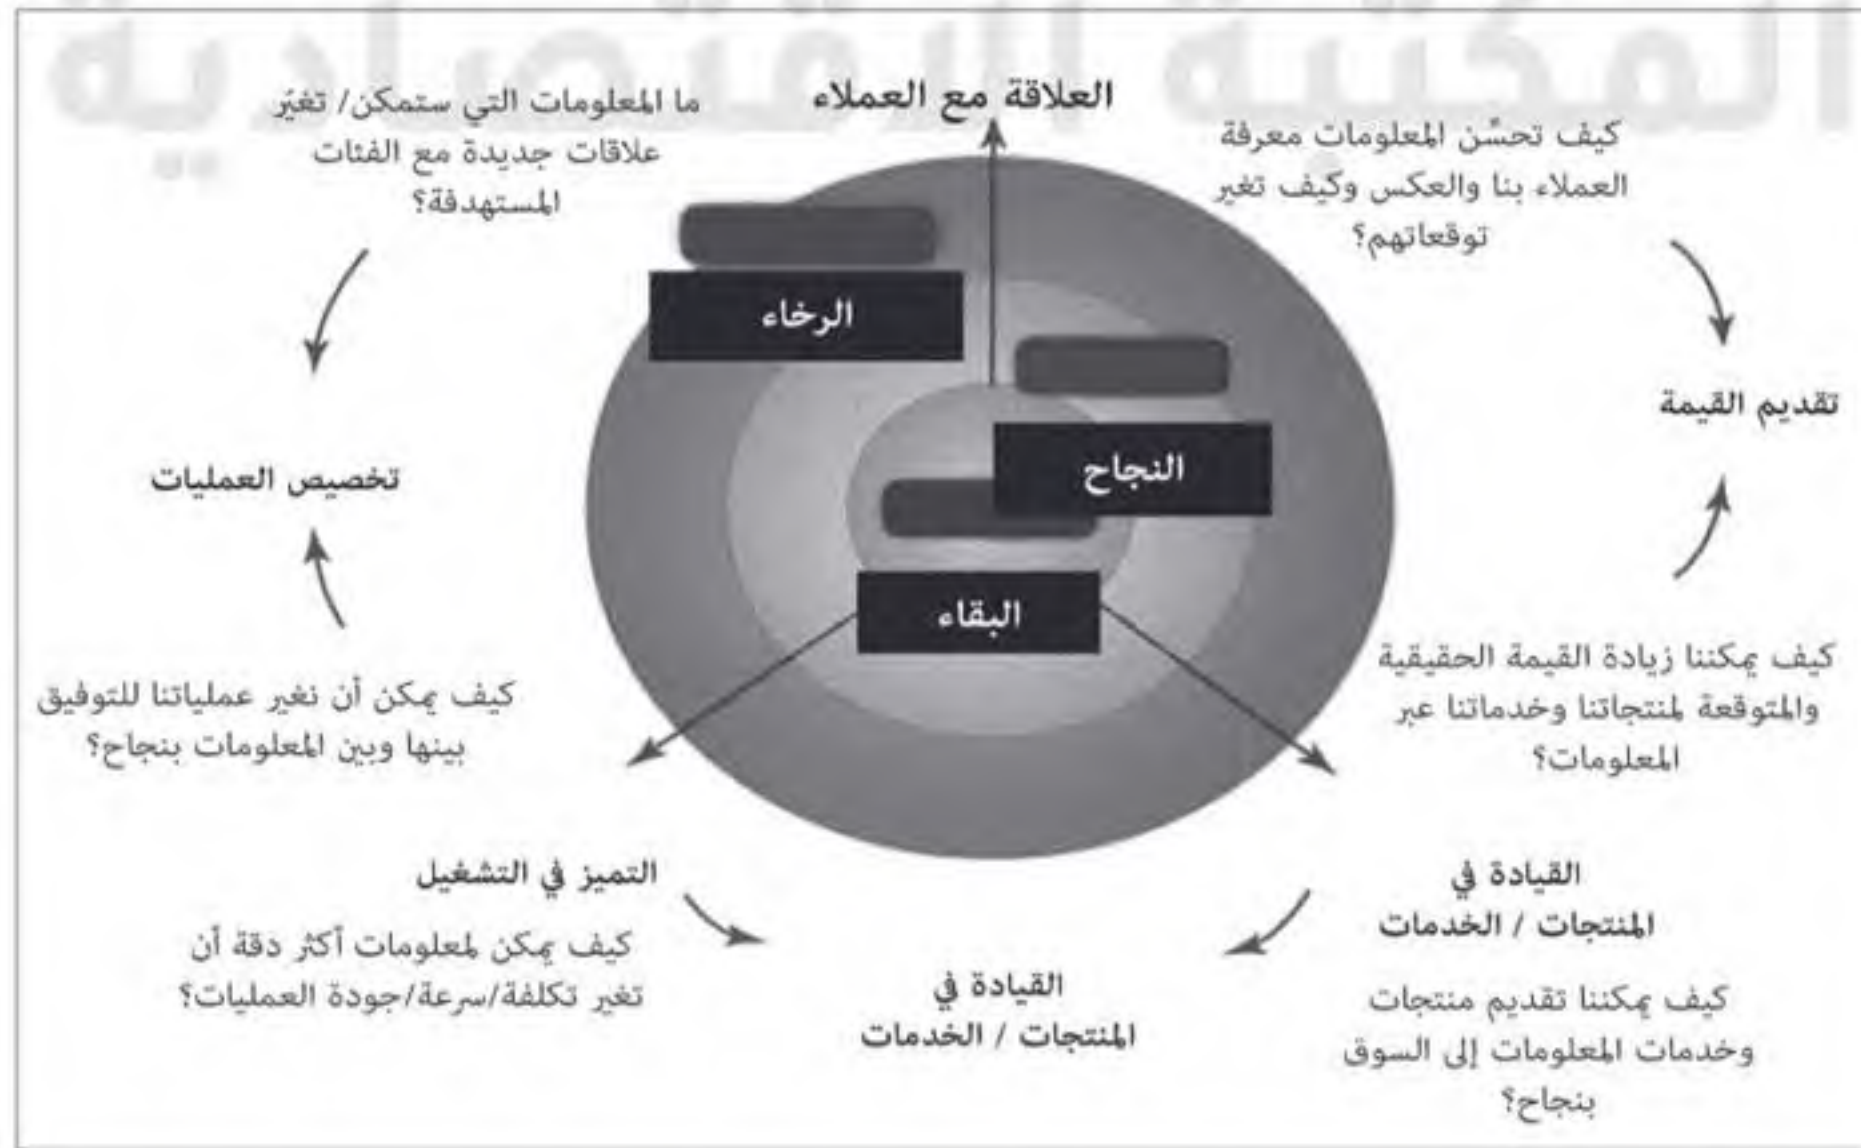 المكتبة الاقتصادية
العلاقة مع العملاء
كيف تحسِّن المعلومات معرفة
العملاء بنا والعكس وكيف تغير
توقعاتهم؟
ما المعلومات التي ستمكن/ تغيّر
علاقات جديدة مع الفئات
المستهدفة؟
الرخاء
النجاح
البقاء
تقديم القيمة
تخصيص العمليات
كيف يمكننا زيادة القيمة الحقيقية
والمتوقعة لمنتجاتنا وخدماتنا عبر
المعلومات؟
كيف يمكن أن نغير عملياتنا للتوفيق
بينها وبين المعلومات بنجاح؟
القيادة في
المنتجات / الخدمات
كيف يمكننا تقديم منتجات
وخدمات المعلومات إلى السوق
بنجاح؟
القيادة في
المنتجات / الخدمات
التميز في التشغيل
كيف يمكن لمعلومات أكثر دقة أن
تغير تكلفة/سرعة/جودة العمليات؟